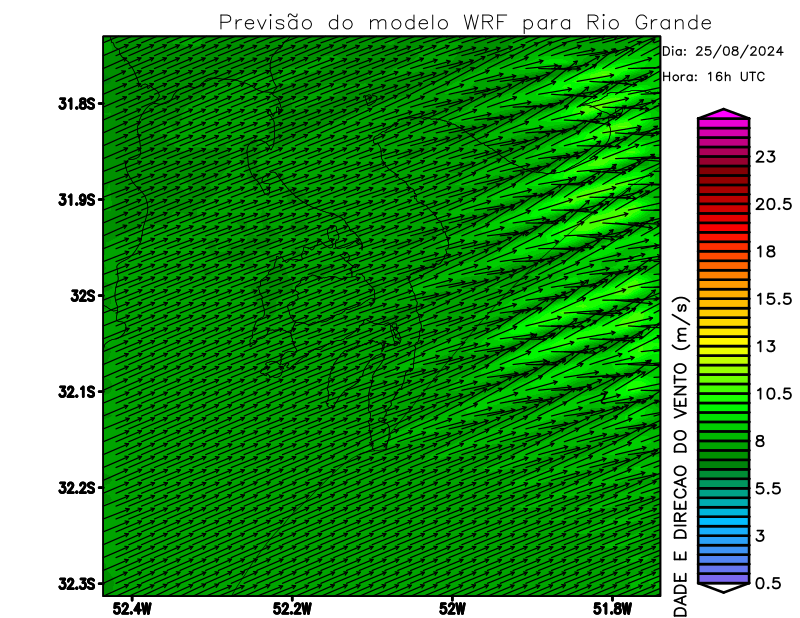 Previsão do modelo WRF para Rio Grande
Dia: 25/08/2024
Hora: 16h UTC
31.8S
31.9S
32S
32.1S
32.2S
32.3S
52.4W
52.2W
52W
51.8W
23
20.5
18
15.5
13
10.5
8
5.5
3
0.5
DADE E DIRECAO DO VENTO (m/s)